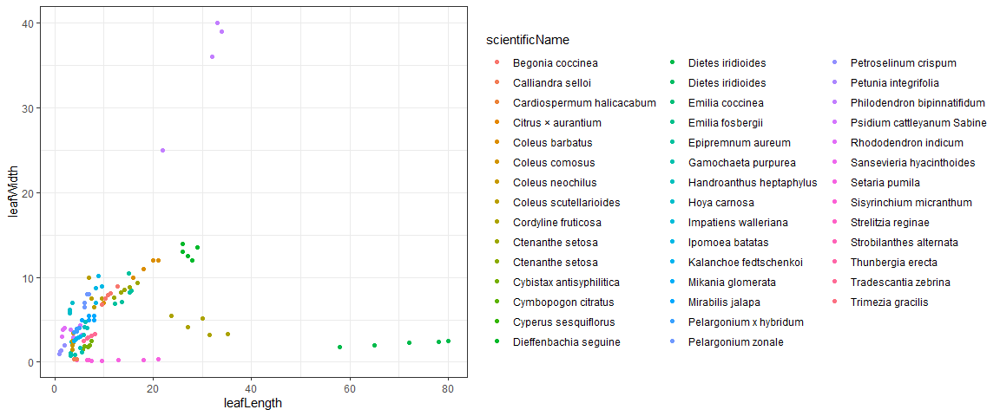 40
30
20
10
0
leafWidth
0
20
40
60
80
leafLength
scientificName
Begonia coccinea
Calliandra selloi
Cardiospermum halicacabum
Citrus × aurantium
Coleus barbatus
Coleus comosus
Coleus neochilus
Coleus scutellarioides
Cordyline fruticosa
Ctenanthe setosa
Ctenanthe setosa
Cybistax antisyphilitica
Cymbopogon citratus
Cyperus sesquiflorus
Dieffenbachia seguine
Dietes iridioides
Dietes iridioides
Emilia coccinea
Emilia fosbergii
Epipremnum aureum
Gamochaeta purpurea
Handroanthus heptaphylus
Hoya carnosa
Impatiens walleriana
Ipomoea batatas
Kalanchoe fedtschenkoi
Mikania glomerata
Mirabilis jalapa
Pelargonium x hybridum
Pelargonium zonale
Petroselinum crispum
Petunia integrifolia
Philodendron bipinnatifidum
Psidium cattleyanum Sabine
Rhododendron indicum
Sansevieria hyacinthoides
Setaria pumila
Sisyrinchium micranthum
Strelitzia reginae
Strobilanthes alternata
Thunbergia erecta
Tradescantia zebrina
Trimezia gracilis